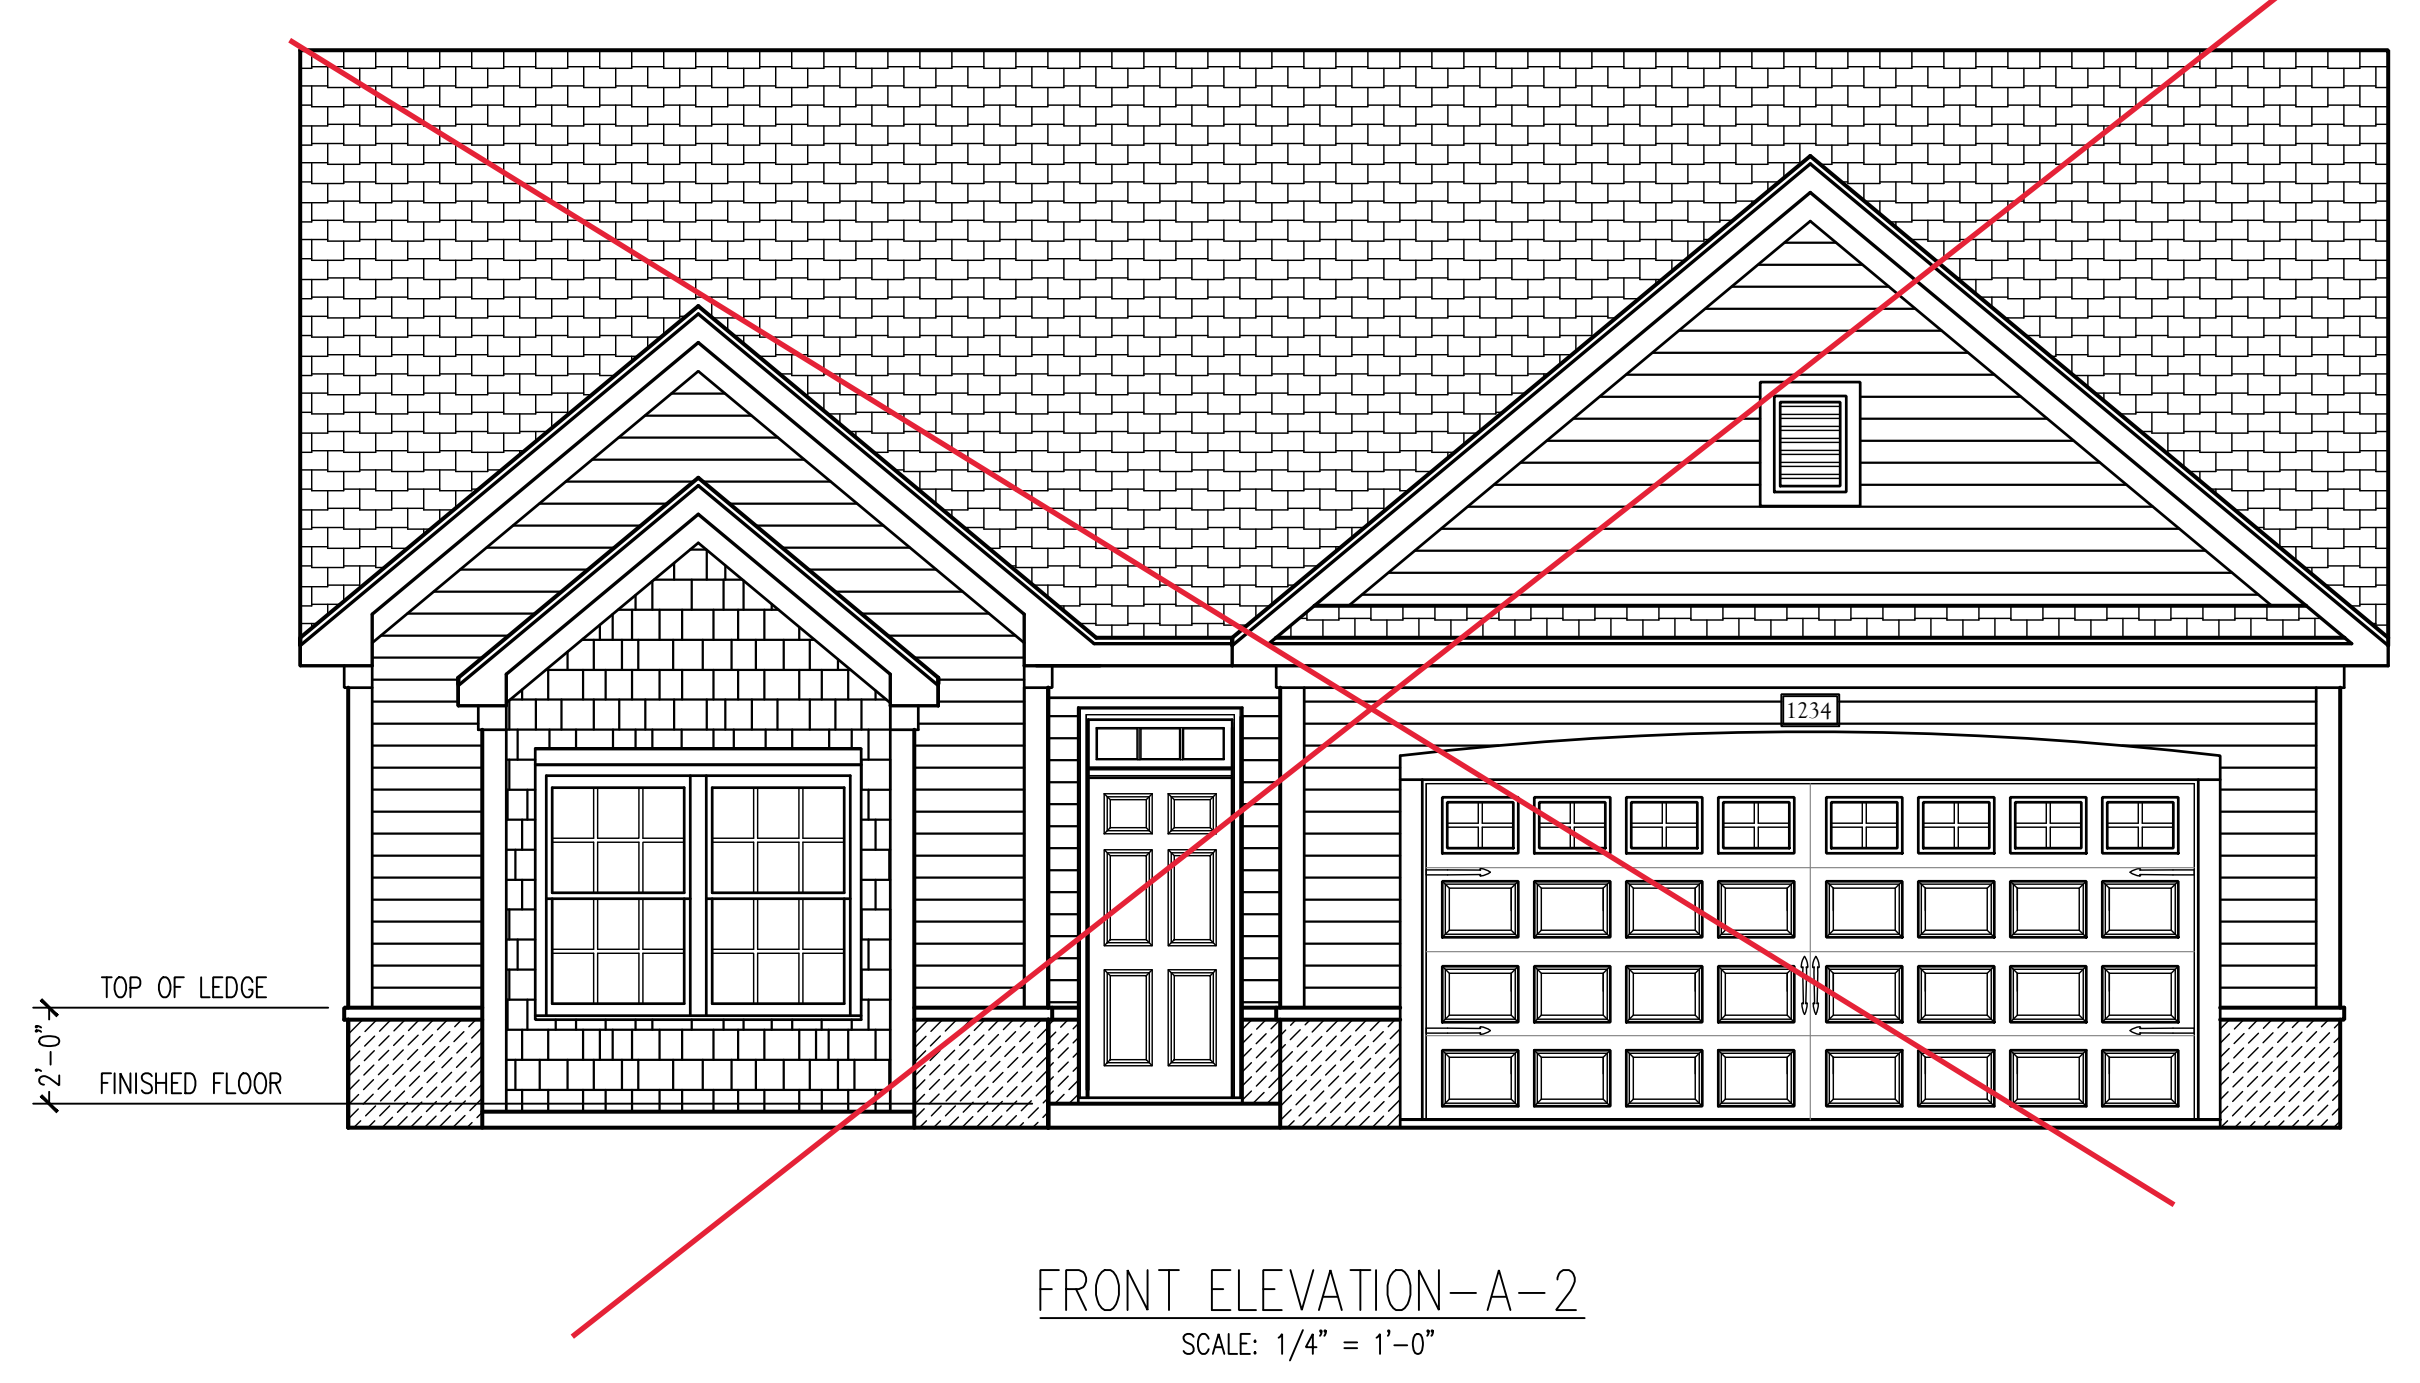 1234
TOP OF LEDGE
2'-0"
FINISHED FLOOR
FRONT ELEVATION-A-2
SCALE: 1/4" = 1'-0"